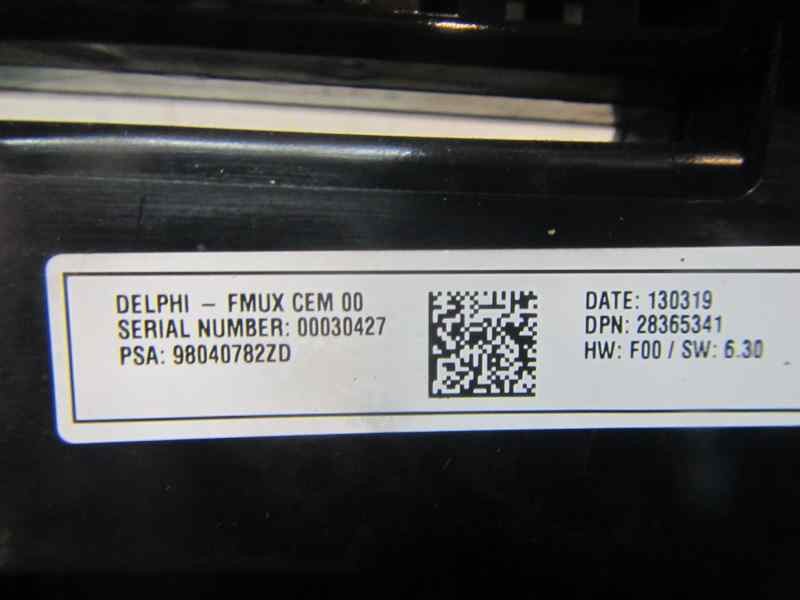 DELPHI – FMUX CEM 00
SERIAL NUMBER: 00030427
PSA: 98040782ZD
DATE: 130319
DPN: 28365341
HW: F00 / SW: 6.30